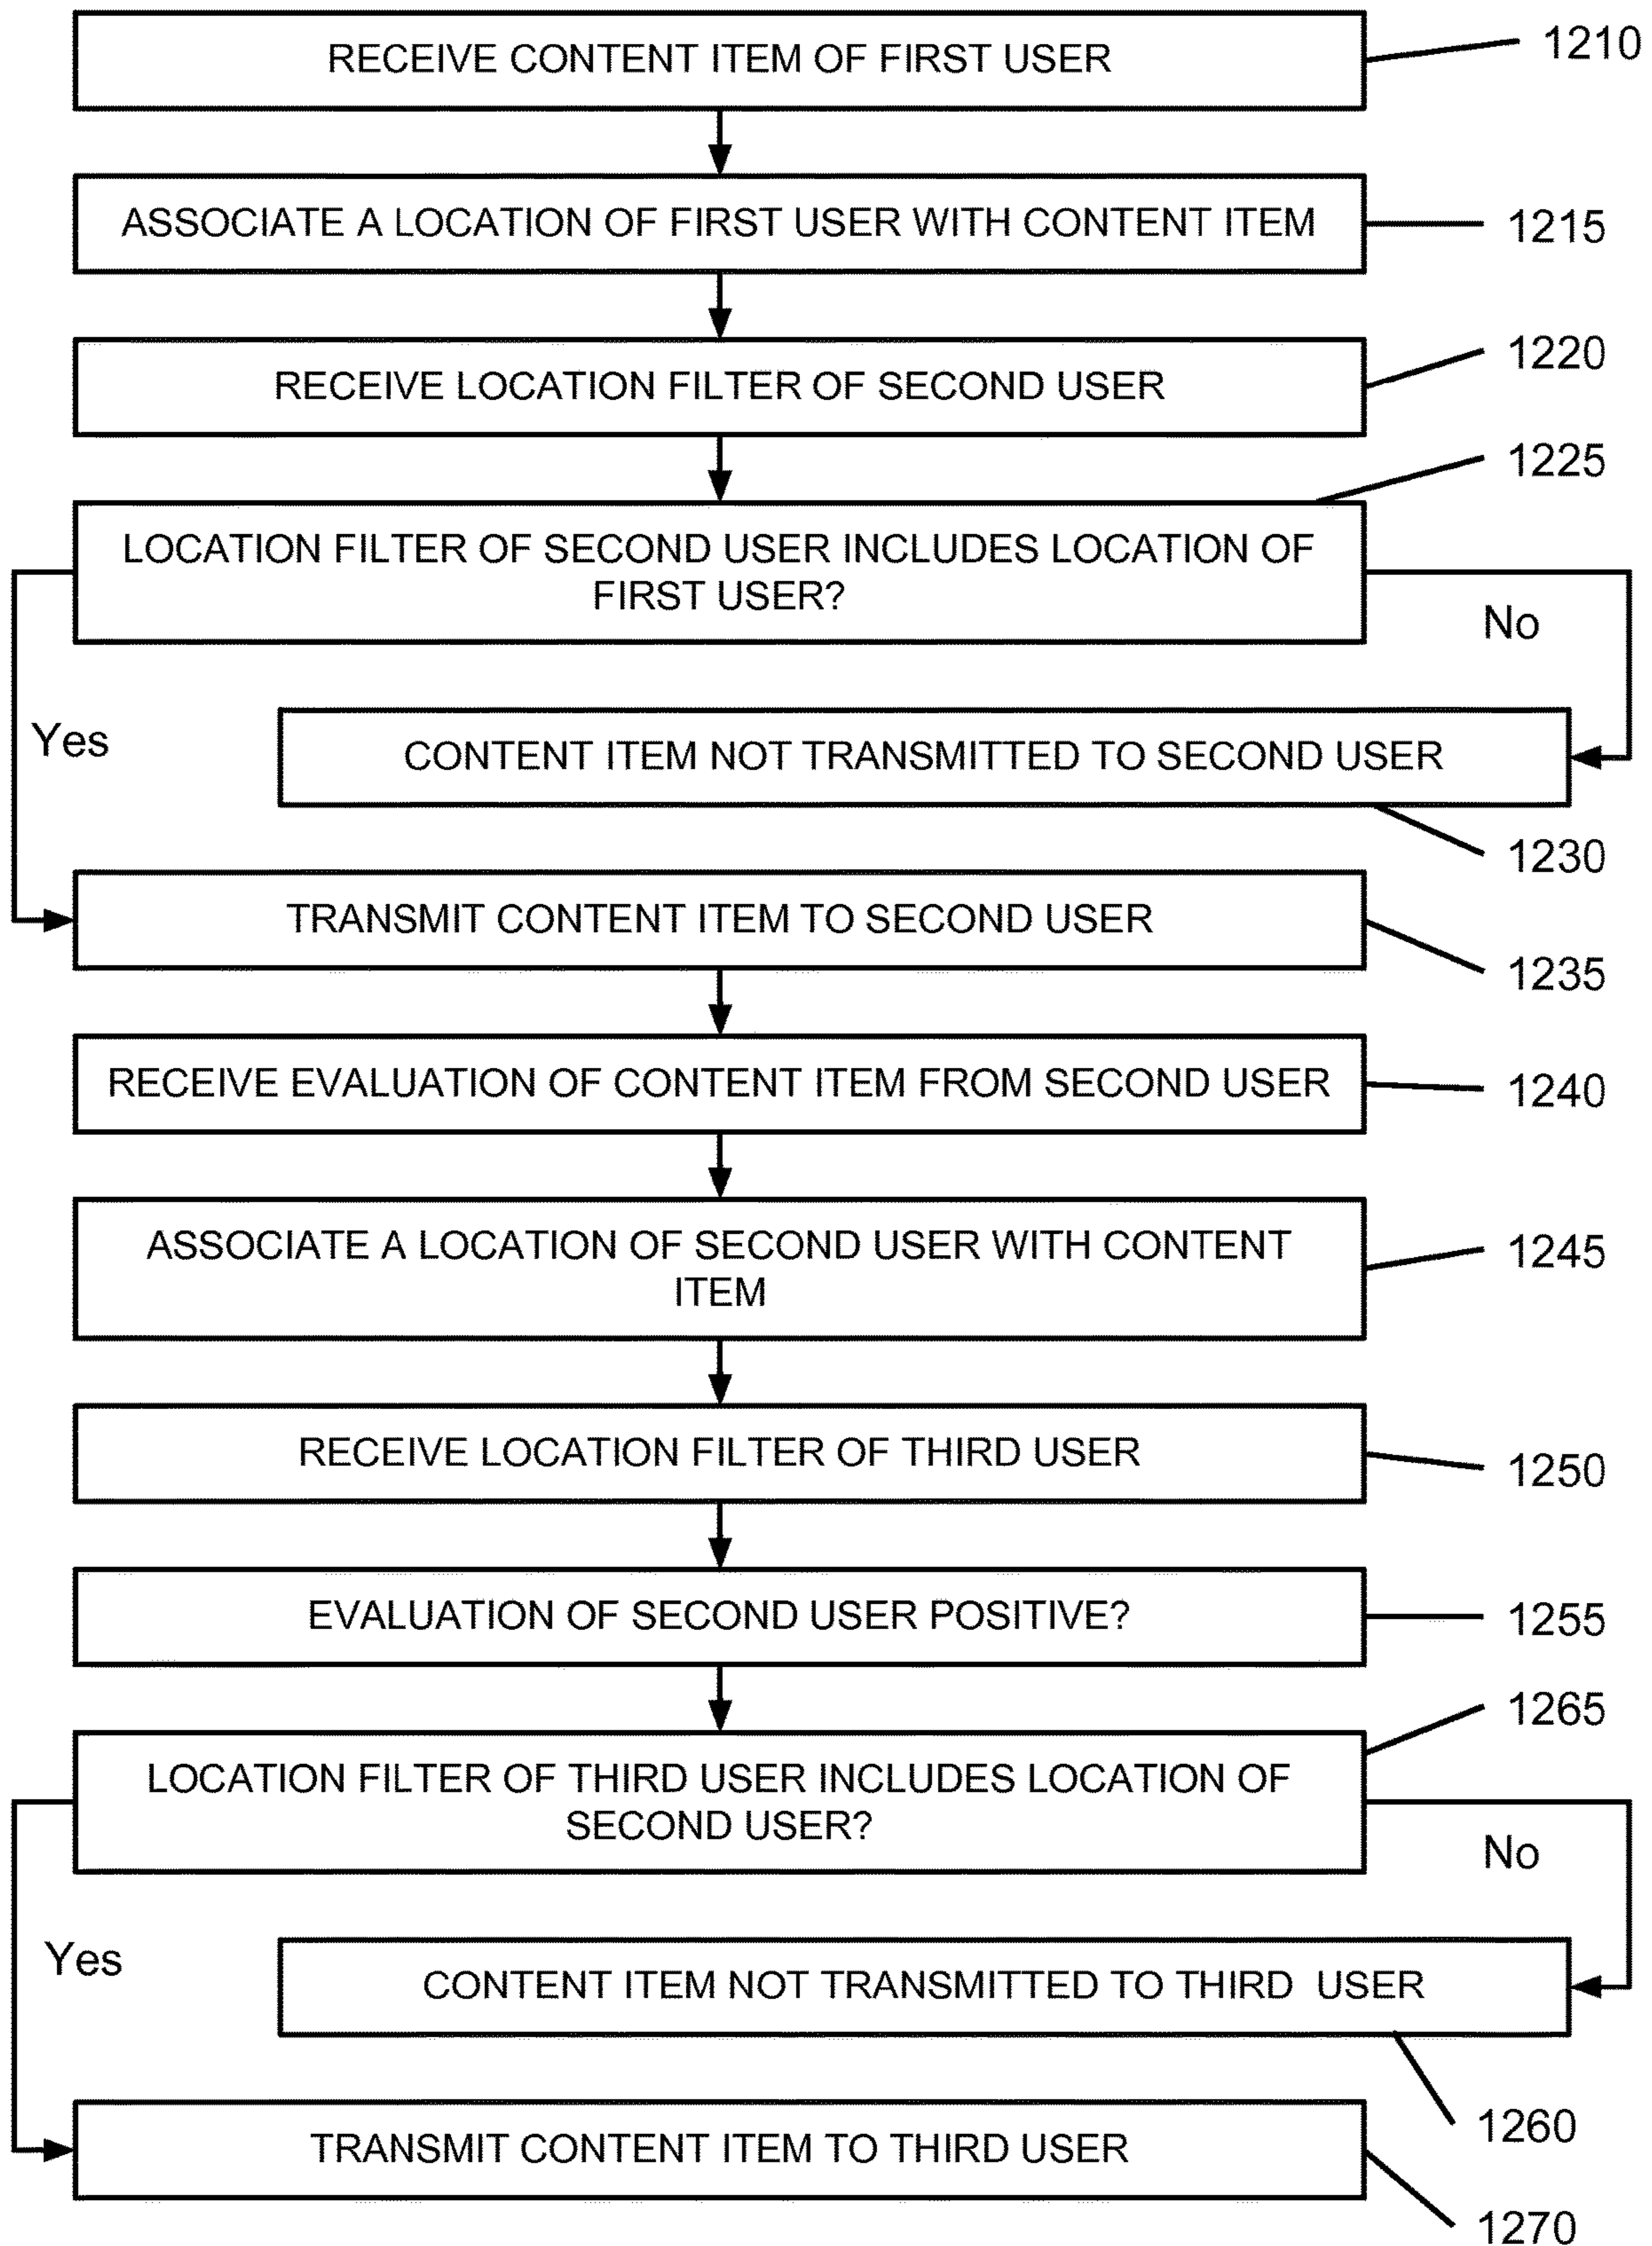 RECEIVE CONTENT ITEM OF FIRST USER
1210
ASSOCIATE A LOCATION OF FIRST USER WITH CONTENT ITEM
1215
RECEIVE LOCATION FILTER OF SECOND USER
1220
1225
LOCATION FILTER OF SECOND USER INCLUDES LOCATION OF
FIRST USER?
No
Yes
CONTENT ITEM NOT TRANSMITTED TO SECOND USER
1230
TRANSMIT CONTENT ITEM TO SECOND USER
1235
RECEIVE EVALUATION OF CONTENT ITEM FROM SECOND USER
1240
ASSOCIATE A LOCATION OF SECOND USER WITH CONTENT
ITEM
1245
RECEIVE LOCATION FILTER OF THIRD USER
1250
EVALUATION OF SECOND USER POSITIVE?
1255
1265
LOCATION FILTER OF THIRD USER INCLUDES LOCATION OF
SECOND USER?
No
Yes
CONTENT ITEM NOT TRANSMITTED TO THIRD USER
1260
TRANSMIT CONTENT ITEM TO THIRD USER
1270